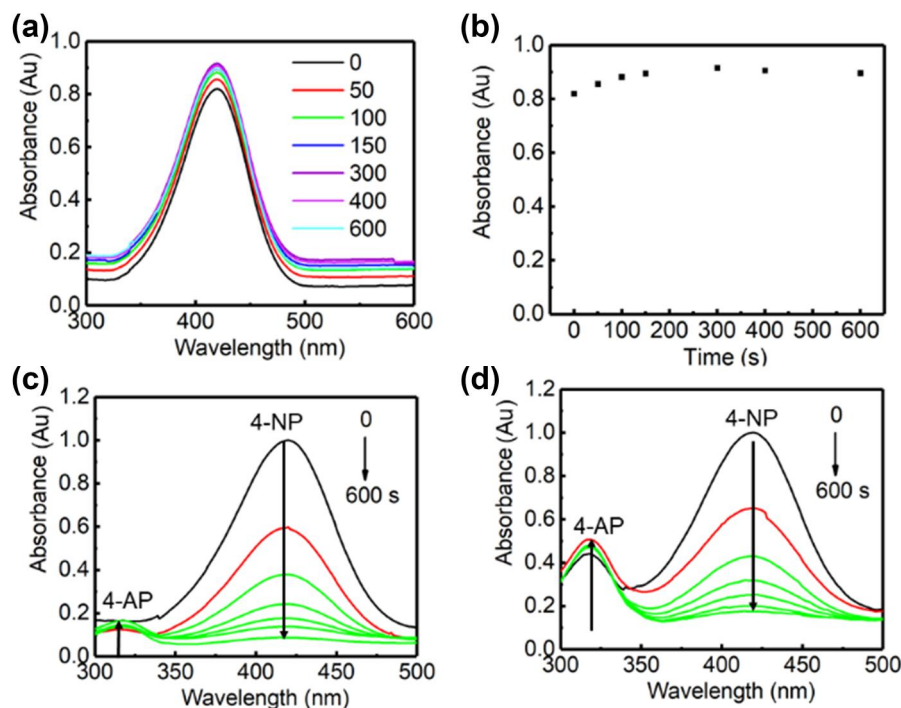 (a)
1.0
0.8
0.6
0.4
0.2
0.0
Absorbance (Au)
0
50
100
150
300
400
600
300 400 500 600
Wavelength (nm)
(b)
1.0
0.8
0.6
0.4
0.2
0.0
Absorbance (Au)
0 100 200 300 400 500 600
Time (s)
(c)
1.2
1.0
0.8
0.6
0.4
0.2
0.0
Absorbance (Au)
4-NP
0
600 s
4-AP
300 350 400 450 500
Wavelength (nm)
(d)
1.2
1.0
0.8
0.6
0.4
0.2
0.0
Absorbance (Au)
4-NP
0
600 s
4-AP
300 350 400 450 500
Wavelength (nm)